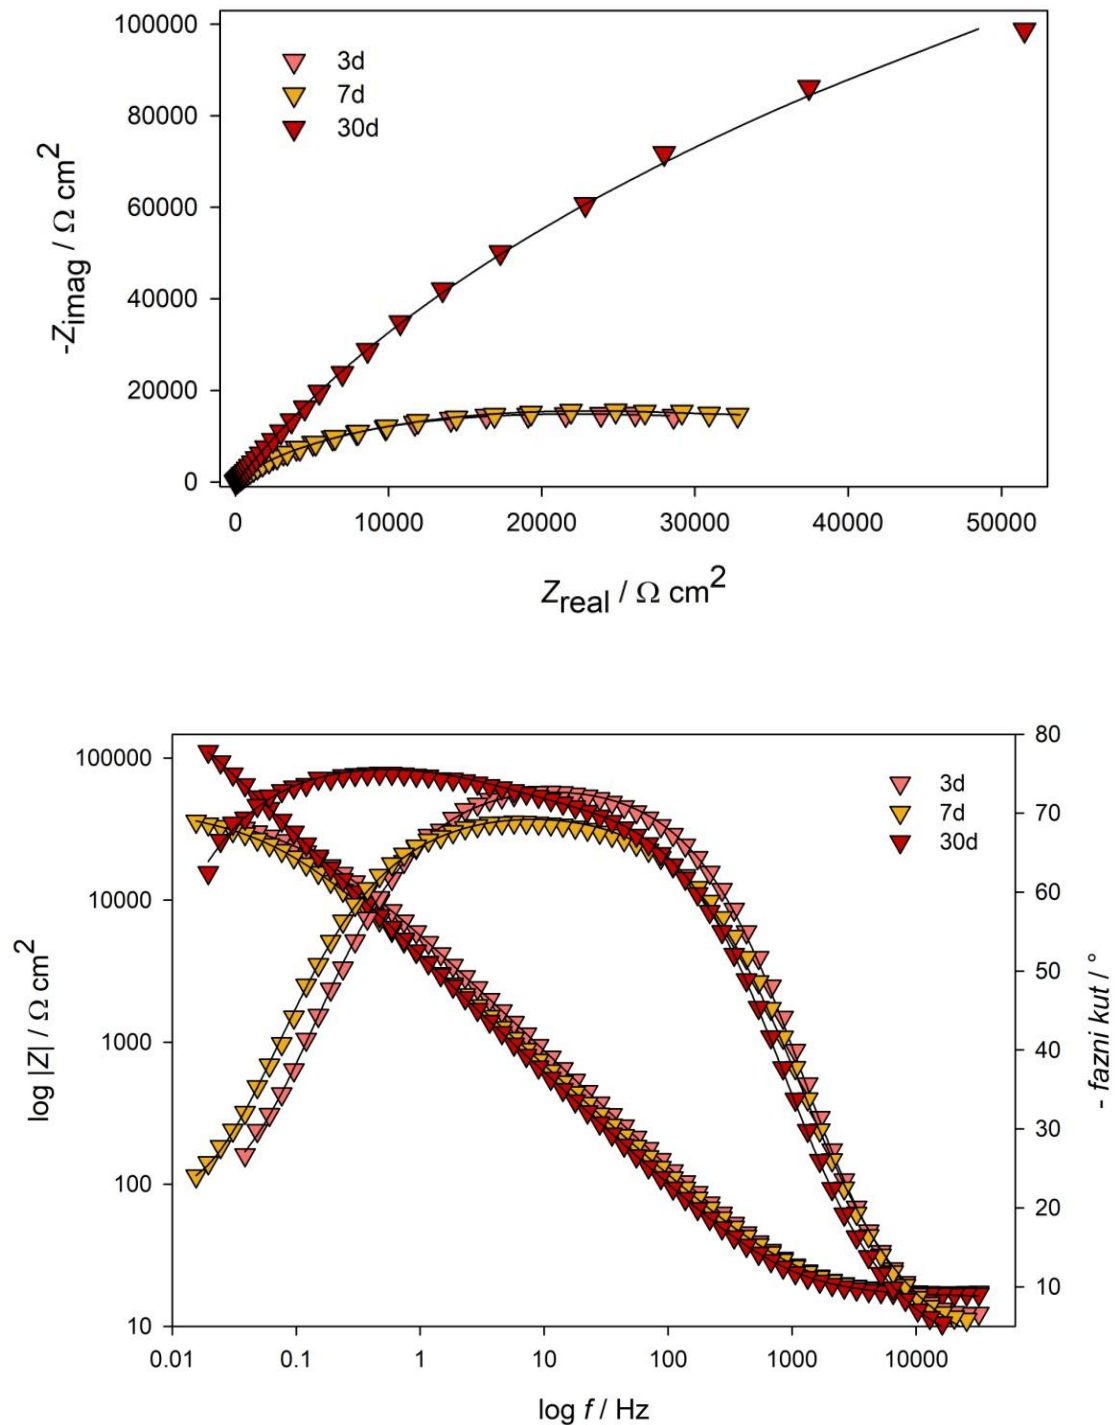 100000
80000
60000
40000
20000
0
-Zimag / Ω cm²
3d
7d
30d
0 10000 20000 30000 40000 50000
Zreal / Ω cm²
100000
10000
1000
100
10
log |Z| / Ω cm²
3d
7d
30d
80
70
60
50
40
30
20
10
- fazni kut / °
0.01 0.1 1 10 100 1000 10000
log f / Hz